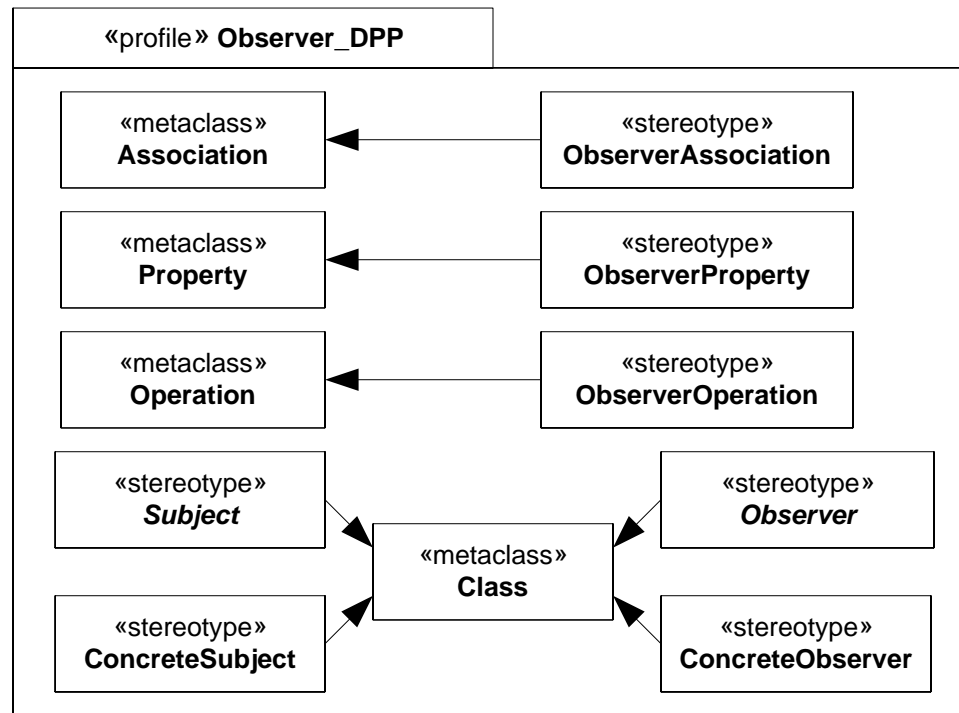 «profile» Observer_DPP
«metaclass»
Association
«stereotype»
ObserverAssociation
«metaclass»
Property
«stereotype»
ObserverProperty
«metaclass»
Operation
«stereotype»
ObserverOperation
«stereotype»
Subject
«stereotype»
Observer
«metaclass»
Class
«stereotype»
ConcreteSubject
«stereotype»
ConcreteObserver